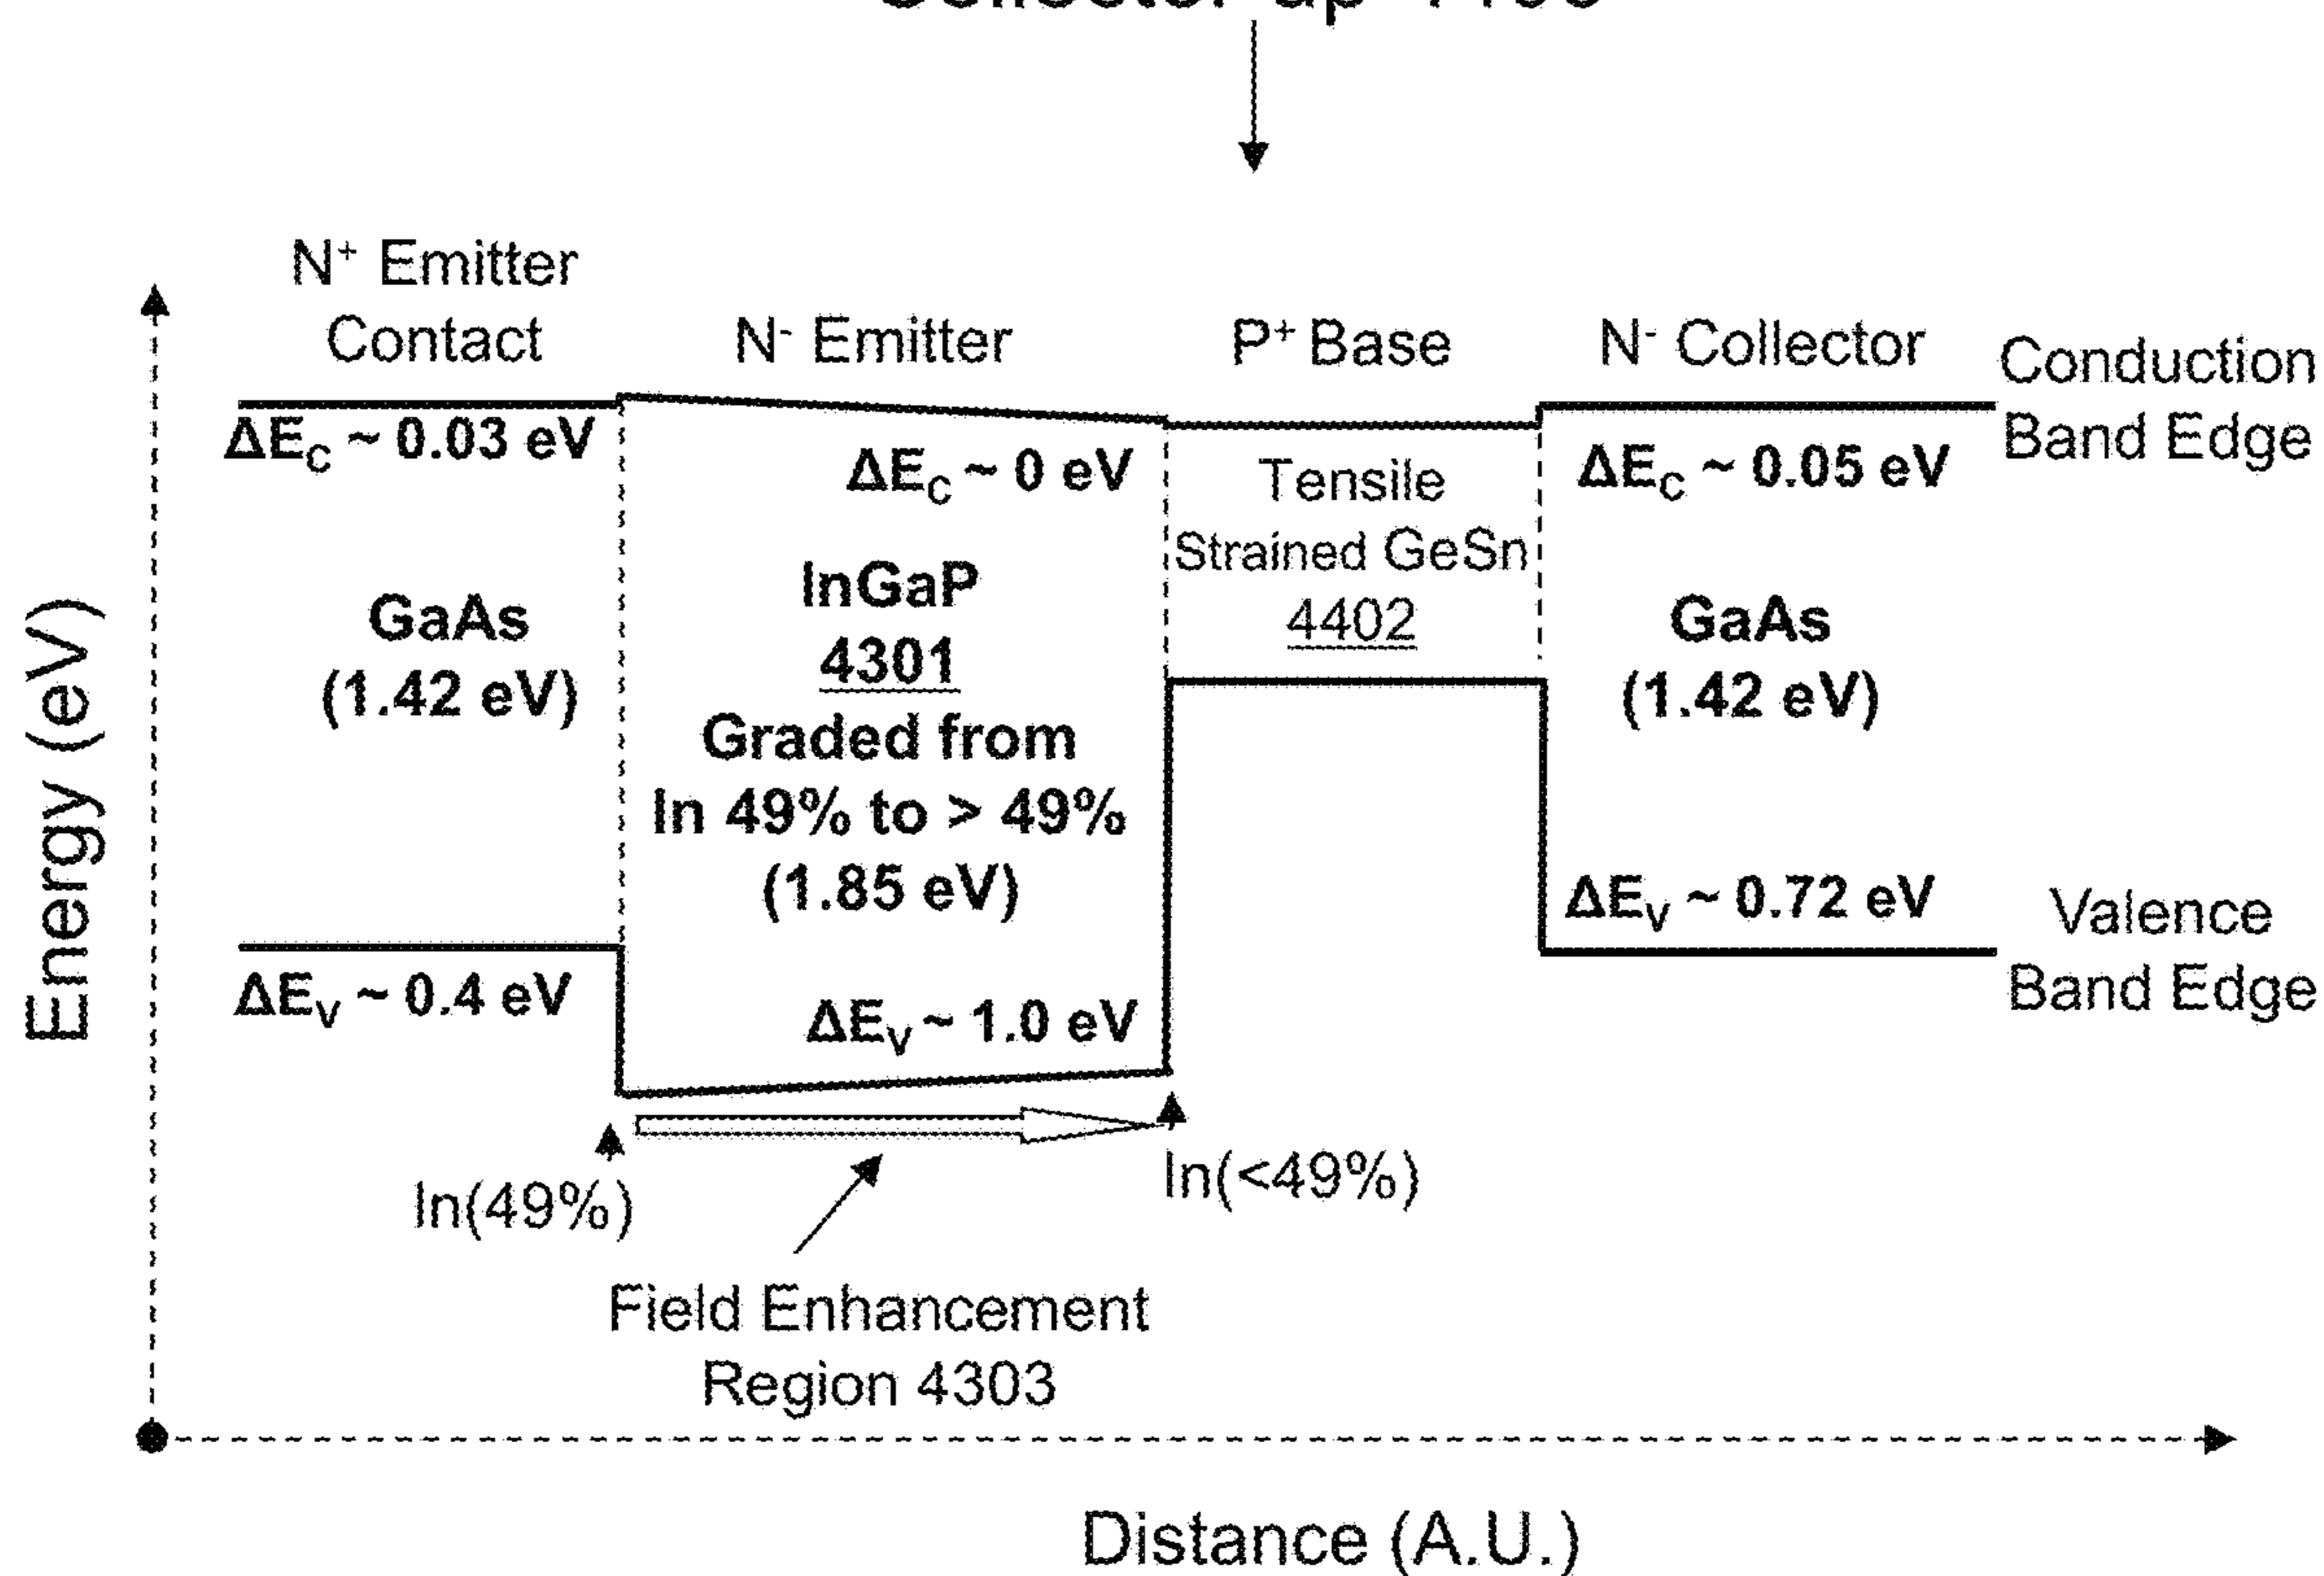 N⁺ Emitter
Contact
N⁻ Emitter
P⁺ Base
N⁻ Collector
Conduction
Band Edge
ΔE_C ~ 0.03 eV
ΔE_C ~ 0 eV
ΔE_C ~ 0.05 eV
Tensile
Strained GeSn
4402
GaAs
(1.42 eV)
InGaP
4301
Graded from
In 49% to > 49%
(1.85 eV)
GaAs
(1.42 eV)
ΔE_V ~ 0.4 eV
ΔE_V ~ 1.0 eV
ΔE_V ~ 0.72 eV
Valence
Band Edge
In(49%)
In(<49%)
Field Enhancement
Region 4303
Energy (eV)
Distance (A.U.)